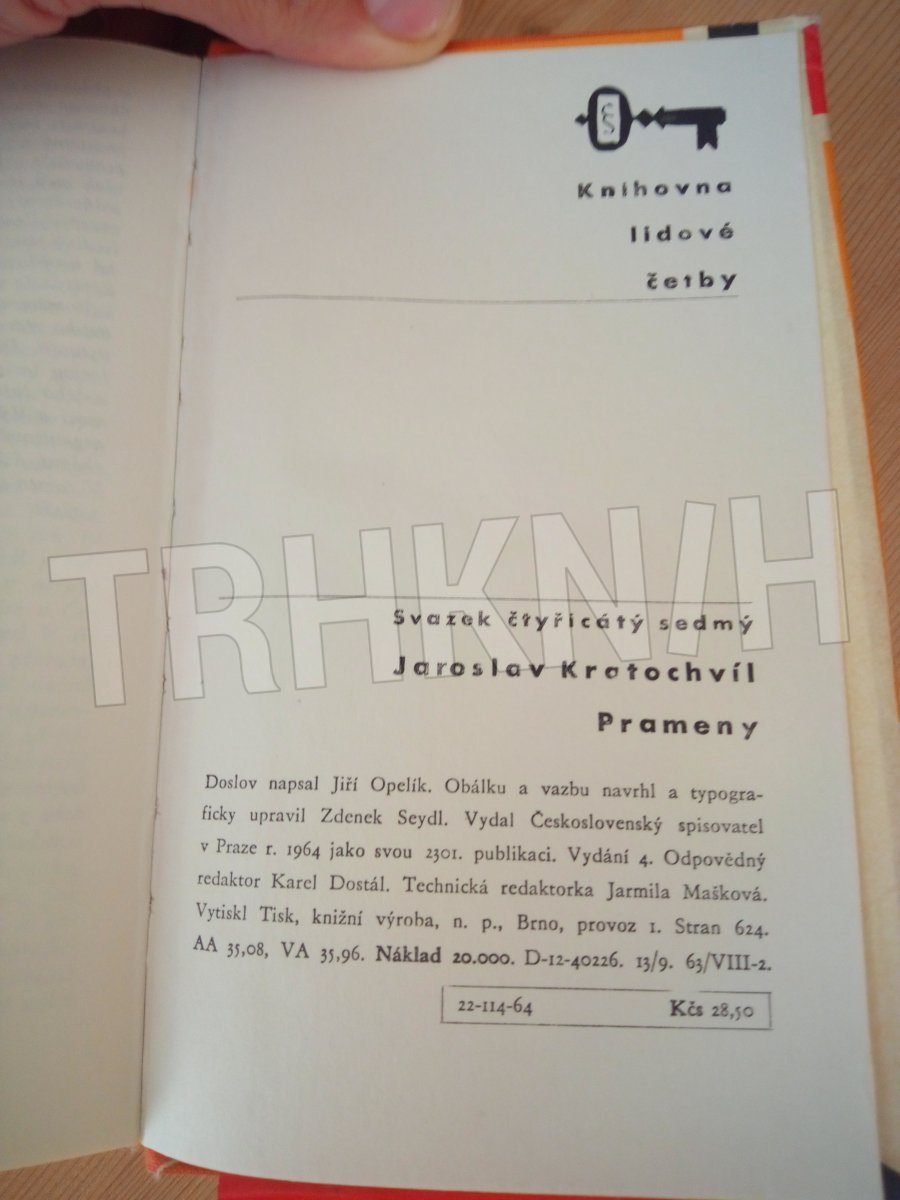 ČS
Knihovna
lidové
četby
TRHKNIH
Svazek čtyřicátý sedmý
Jaroslav Kratochvíl
Prameny
Doslov napsal Jiří Opelík. Obálku a vazbu navrhl a typogra-
ficky upravil Zdenek Seydl. Vydal Československý spisovatel
v Praze r. 1964 jako svou 2301. publikaci. Vydání 4. Odpovědný
redaktor Karel Dostál. Technická redaktorka Jarmila Mašková.
Vytiskl Tisk, knižní výroba, n. p., Brno, provoz 1. Stran 624.
AA 35,08, VA 35,96. Náklad 20.000. D-12-40226. 13/9. 63/VIII-2.
22-114-64 Kčs 28,50